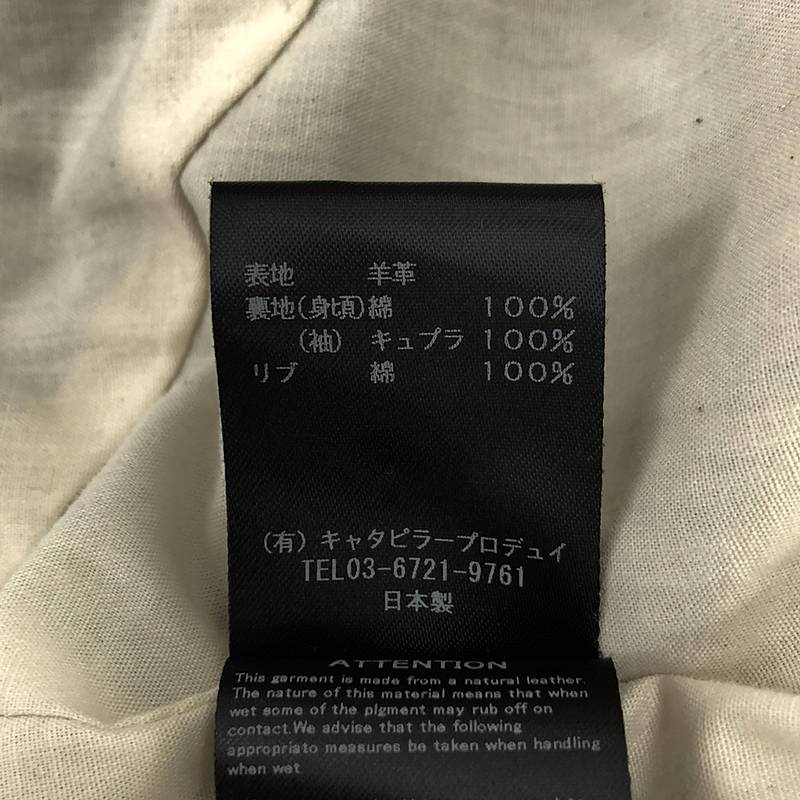 表地 羊革
裏地(身頃)綿 100%
(袖) キュプラ 100%
リブ 綿 100%
(有)キャタピラープロデュイ
TEL03-6721-9761
日本製
ATTENTION
This garment is made from a natural leather.
The nature of this material means that when
wet some of the pigment may rub off on
contact.We advise that the following
appropriato measures be taken when handling
when wet